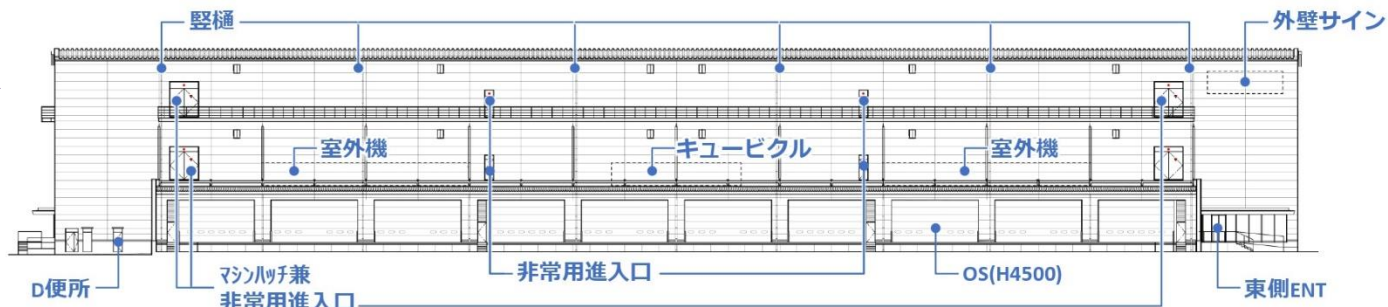 竪樋
外壁サイン
室外機
キュービクル
室外機
D便所
マシンハッチ兼
非常用進入口
非常用進入口
OS(H4500)
東側ENT